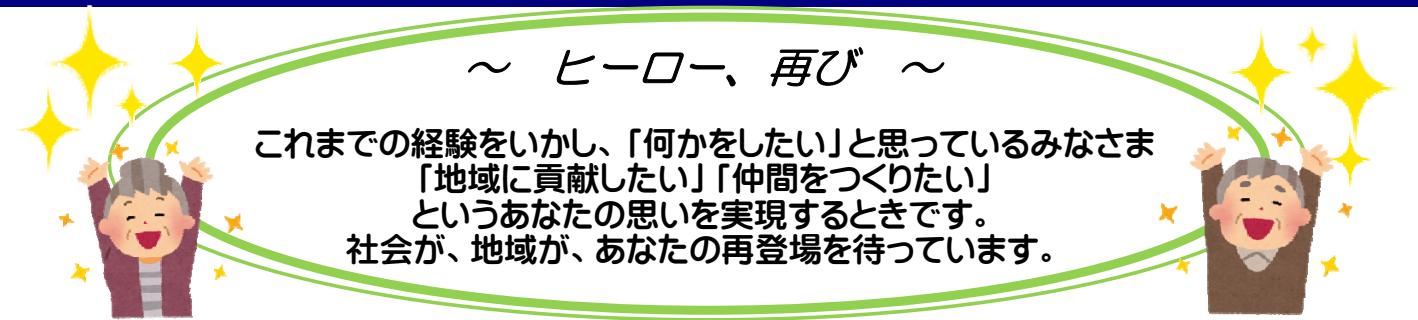 ～　ヒーロー、再び　～
これまでの経験をいかし、「何かをしたい」と思っているみなさま
「地域に貢献したい」「仲間をつくりたい」
というあなたの思いを実現するときです。
社会が、地域が、あなたの再登場を待っています。